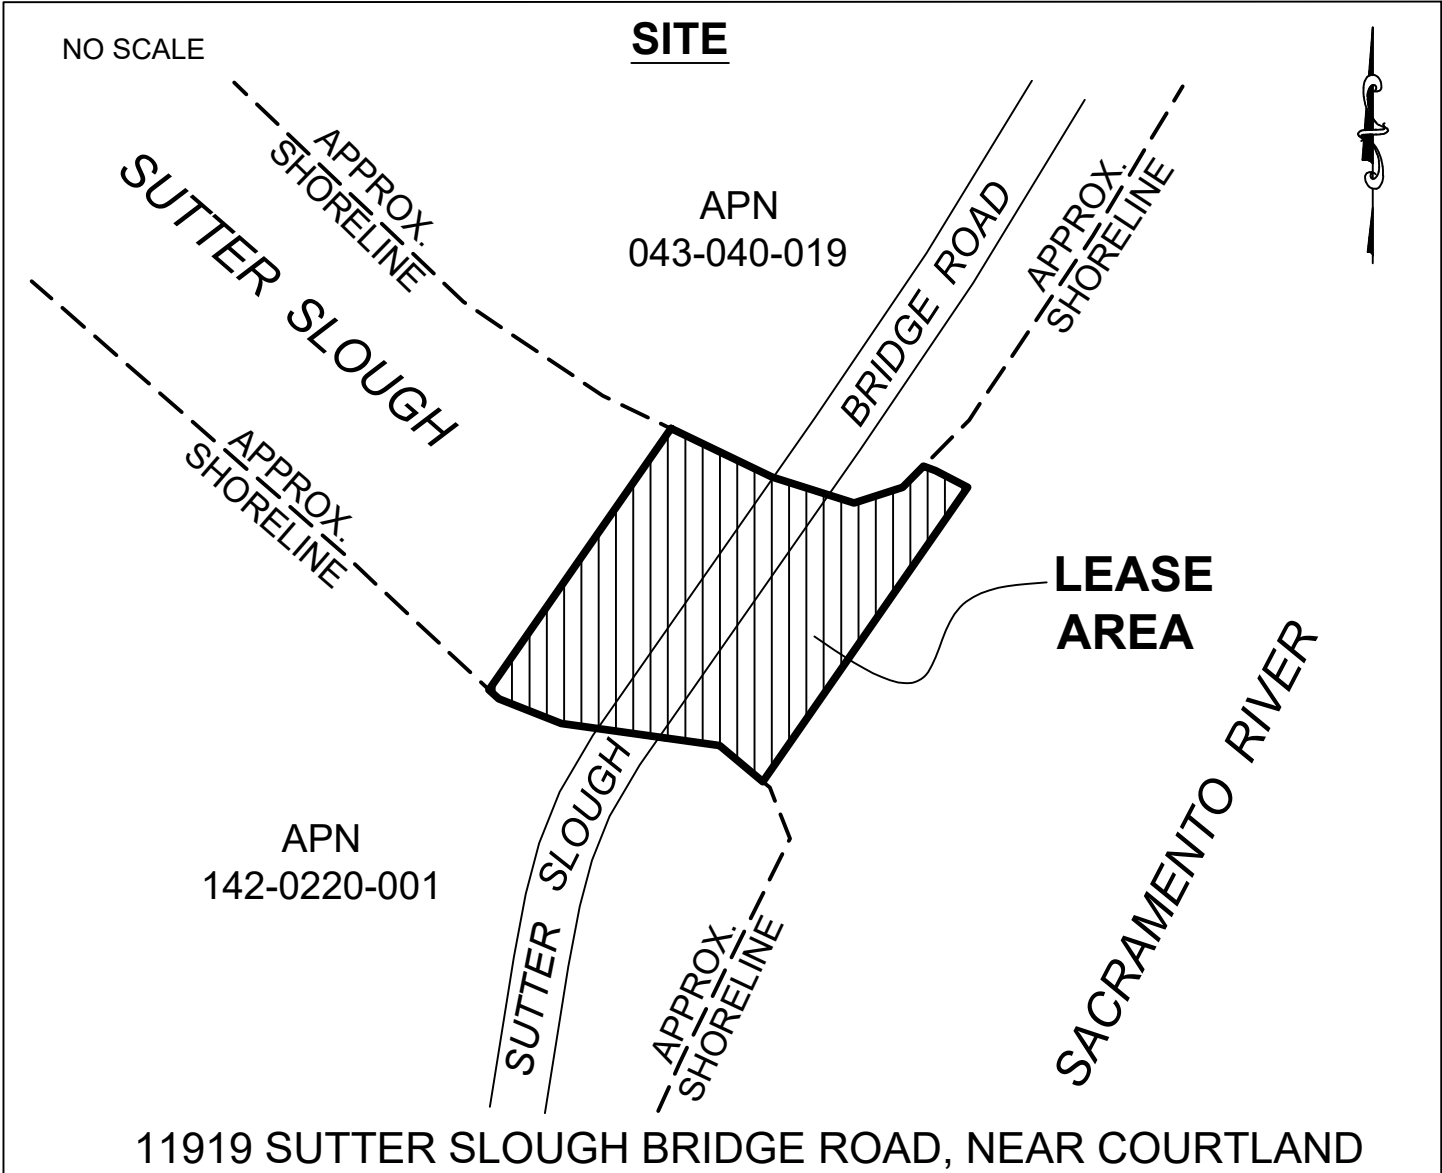 NO SCALE
SITE
APPROX.
SHORELINE
SUTTER SLOUGH
APN
043-040-019
BRIDGE ROAD
APPROX.
SHORELINE
APPROX.
SHORELINE
LEASE
AREA
SACRAMENTO RIVER
APN
142-0220-001
SUTTER SLOUGH
APPROX.
SHORELINE
11919 SUTTER SLOUGH BRIDGE ROAD, NEAR COURTLAND